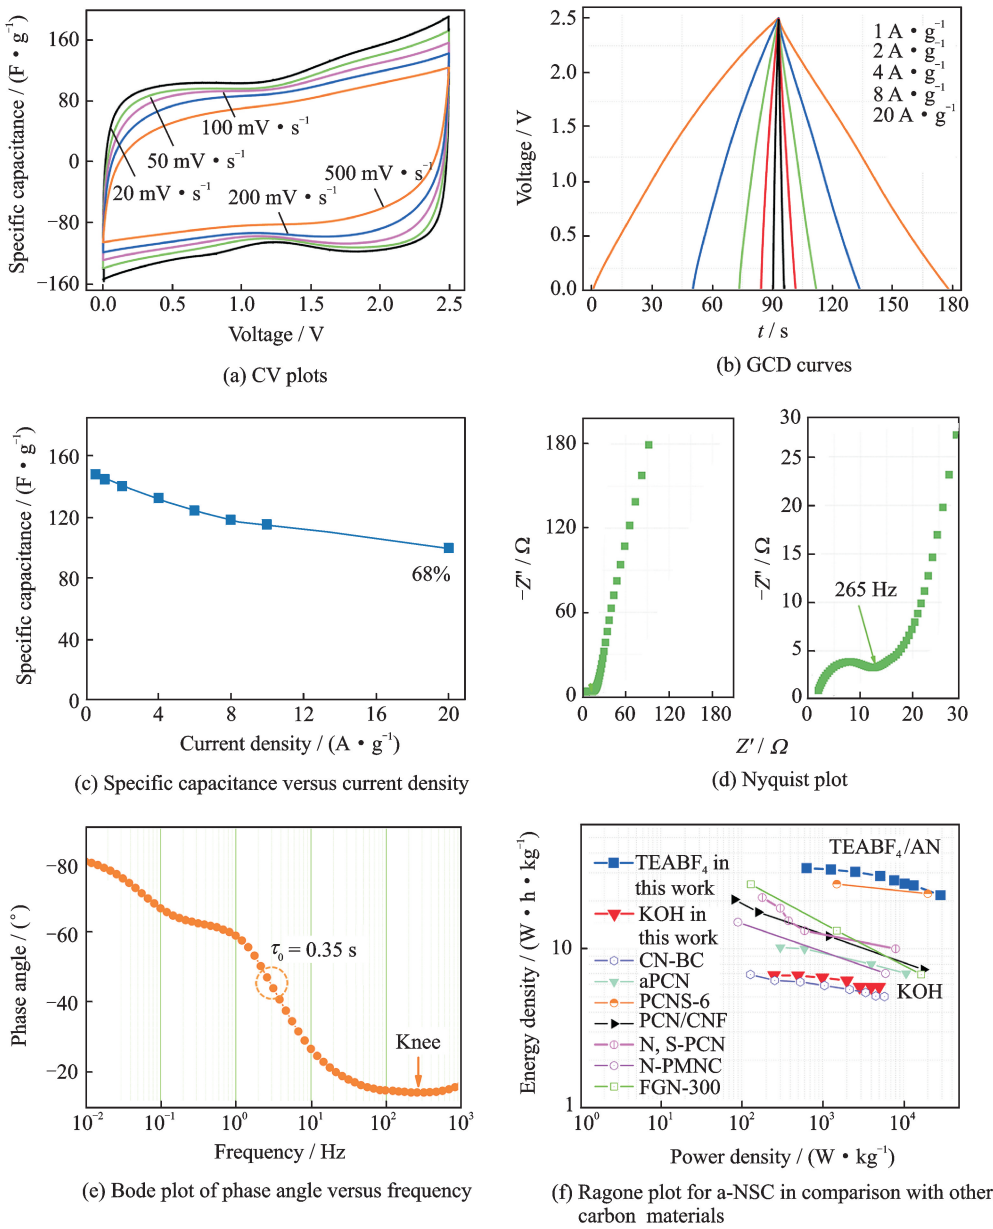 Specific capacitance / (F • g⁻¹)
160
80
0
−80
−160
100 mV • s⁻¹
50 mV • s⁻¹
20 mV • s⁻¹
200 mV • s⁻¹
500 mV • s⁻¹
0.0 0.5 1.0 1.5 2.0 2.5
Voltage / V
(a) CV plots
Voltage / V
2.5
2.0
1.5
1.0
0.5
0.0
1 A • g⁻¹
2 A • g⁻¹
4 A • g⁻¹
8 A • g⁻¹
20 A • g⁻¹
0 30 60 90 120 150 180
t / s
(b) GCD curves
Specific capacitance / (F • g⁻¹)
160
120
80
40
0
68%
0 4 8 12 16 20
Current density / (A • g⁻¹)
(c) Specific capacitance versus current density
−Z″ / Ω
180
120
60
0
0 60 120 180
−Z″ / Ω
30
25
20
15
10
5
0
265 Hz
0 10 20 30
Z′ / Ω
(d) Nyquist plot
Phase angle / (°)
−80
−60
−40
−20
τ₀ = 0.35 s
Knee
10⁻² 10⁻¹ 10⁰ 10¹ 10² 10³
Frequency / Hz
(e) Bode plot of phase angle versus frequency
Energy density / (W • h • kg⁻¹)
10
1
TEABF₄/AN
TEABF₄ in
this work
KOH in
this work
CN-BC
aPCN
PCNS-6
PCN/CNF
N, S-PCN
N-PMNC
FGN-300
KOH
10⁰ 10¹ 10² 10³ 10⁴
Power density / (W • kg⁻¹)
(f) Ragone plot for a-NSC in comparison with other
carbon materials